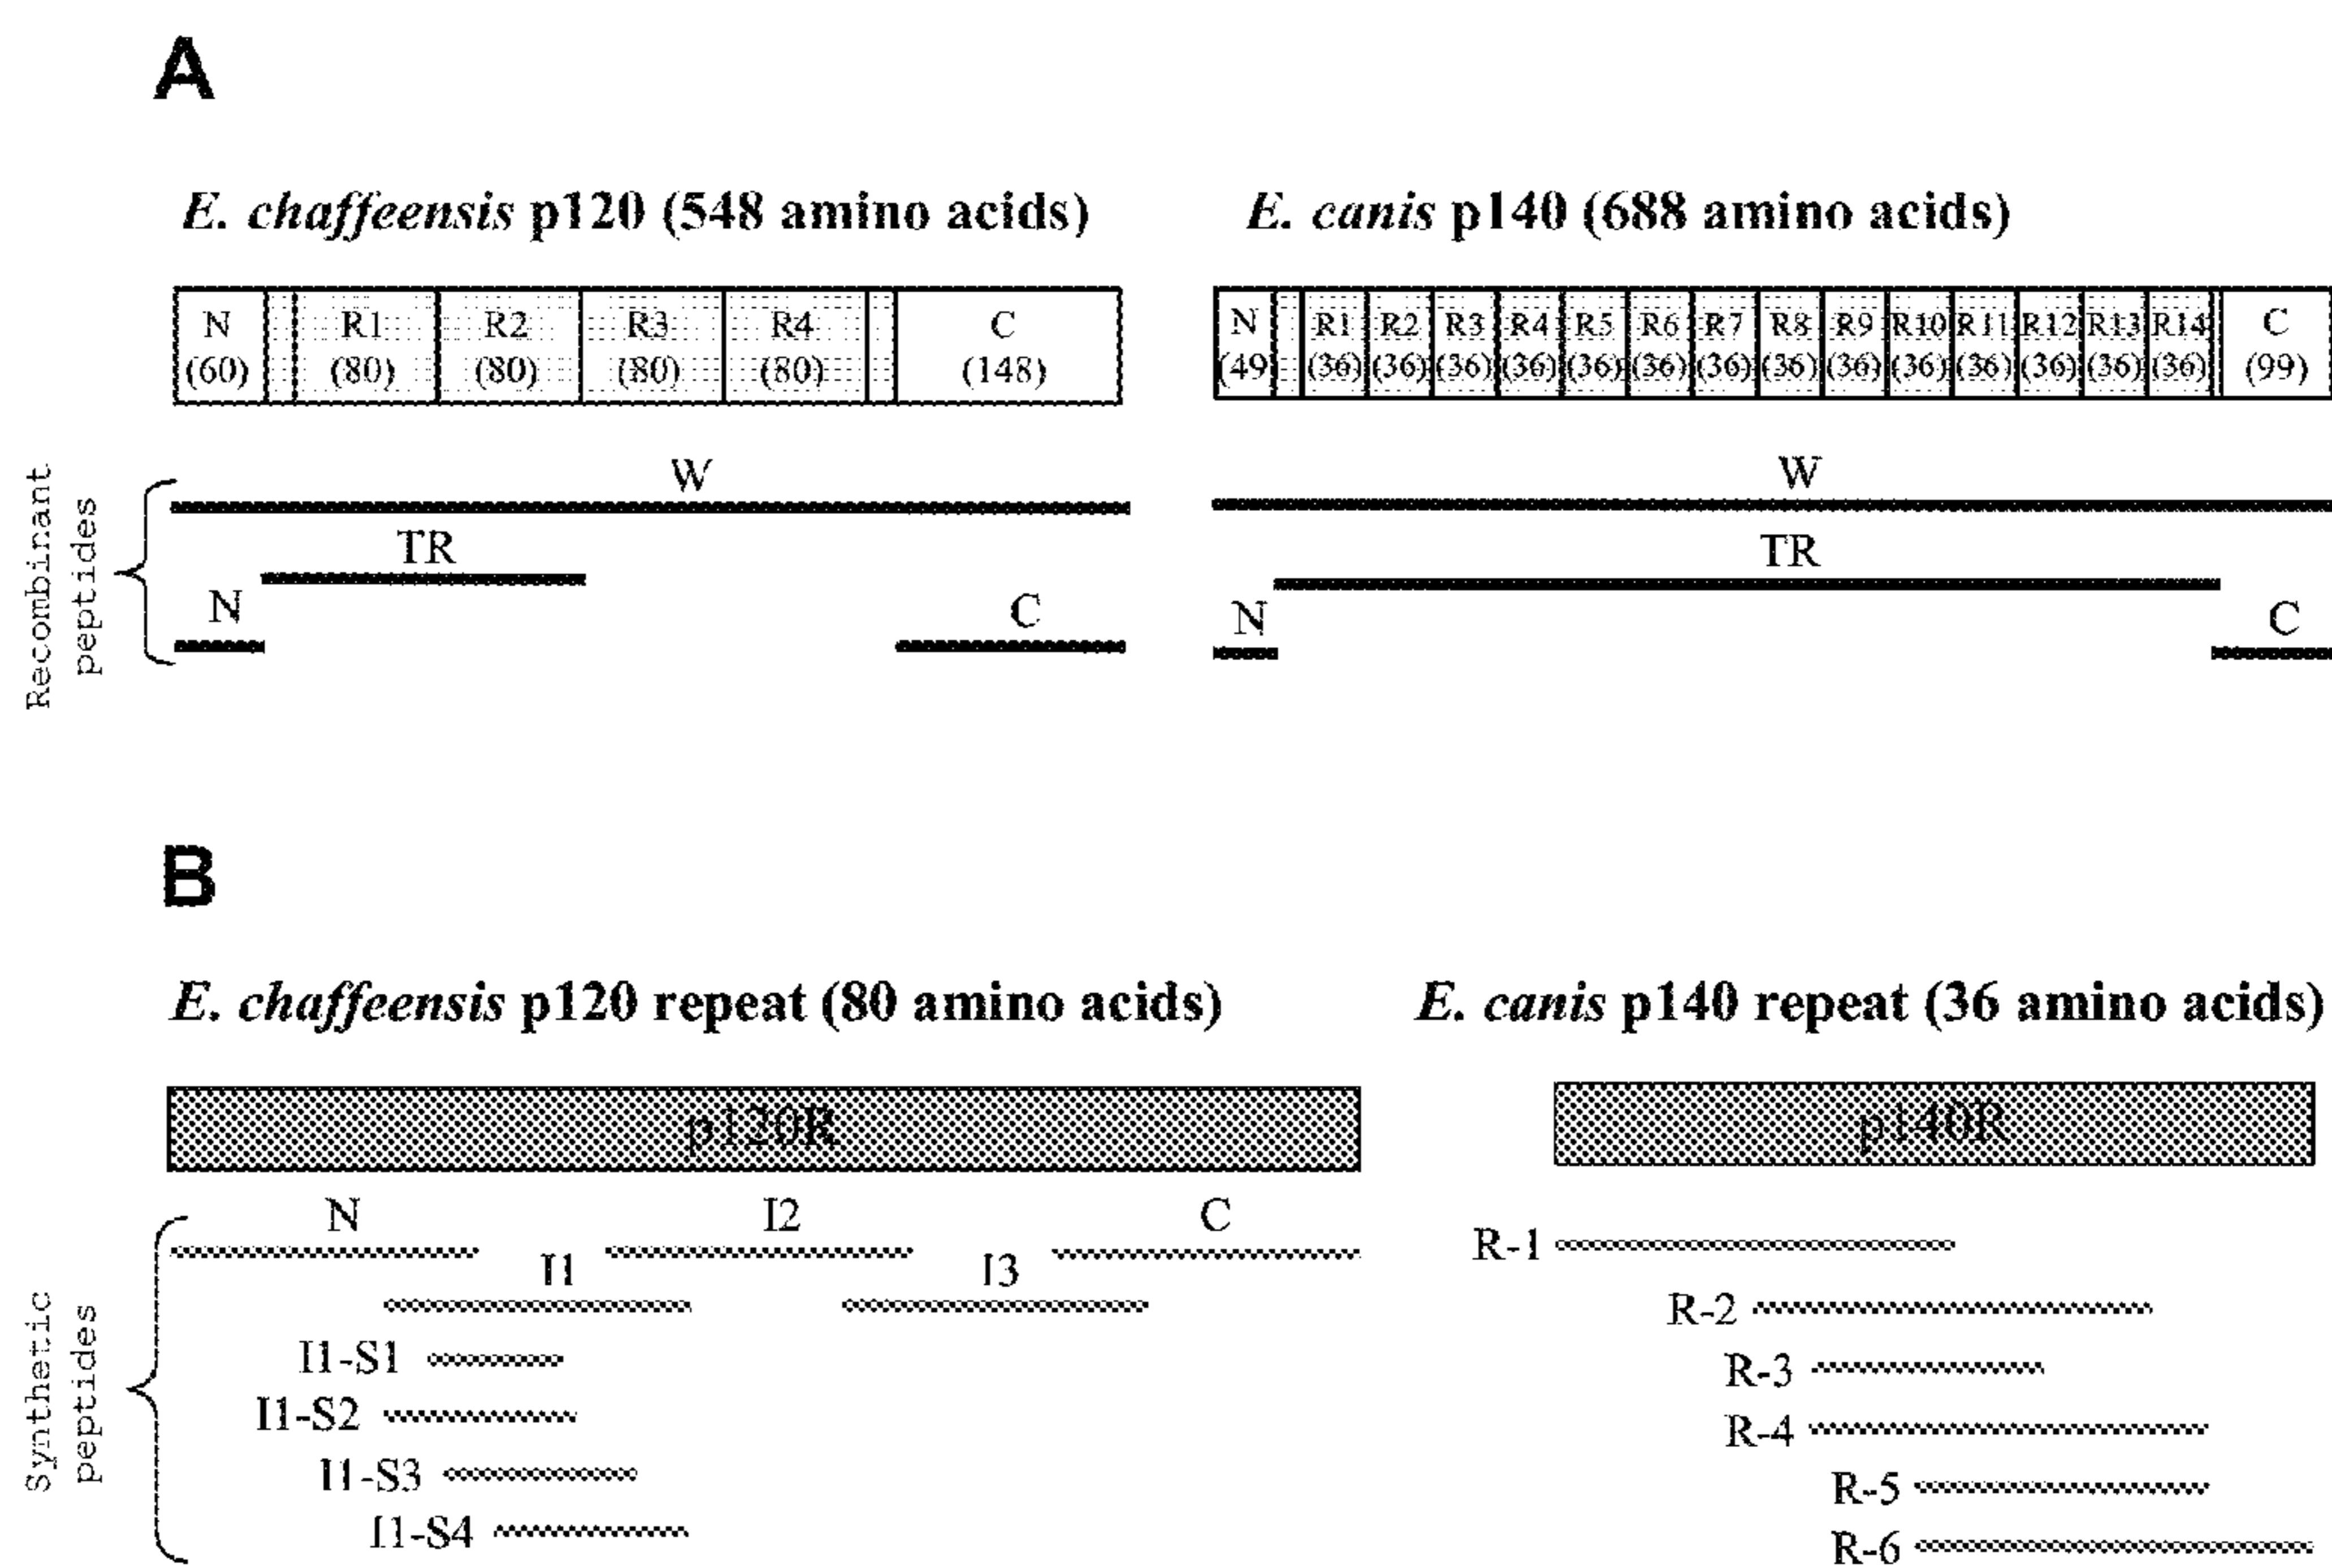 A
E. chaffeensis p120 (548 amino acids)
E. canis p140 (688 amino acids)
N R1 R2 R3 R4 C
(60) (80) (80) (80) (80) (148)
N R1 R2 R3 R4 R5 R6 R7 R8 R9 R10 R11 R12 R13 R14 C
(49) (36) (36) (36) (36) (36) (36) (36) (36) (36) (36) (36) (36) (36) (36) (99)
Recombinant
peptides
W
TR
N
C
W
TR
N
C
B
E. chaffeensis p120 repeat (80 amino acids)
E. canis p140 repeat (36 amino acids)
p120R
p140R
Synthetic
peptides
N
I2
C
I1
I3
I1-S1
I1-S2
I1-S3
I1-S4
R-1
R-2
R-3
R-4
R-5
R-6